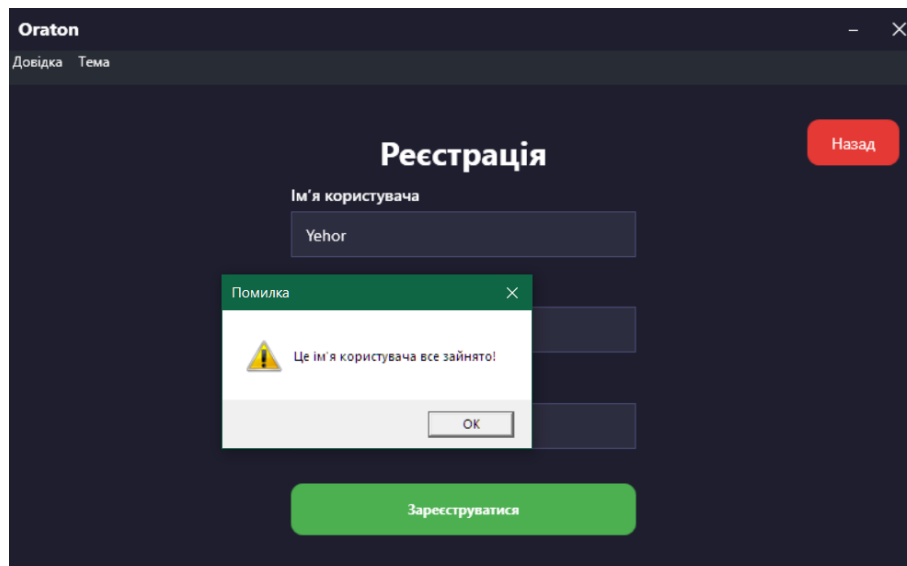 Oraton
Довідка Тема
Назад
Реєстрація
Ім'я користувача
Yehor
Помилка
Це ім'я користувача все зайнято!
OK
Зареєструватися